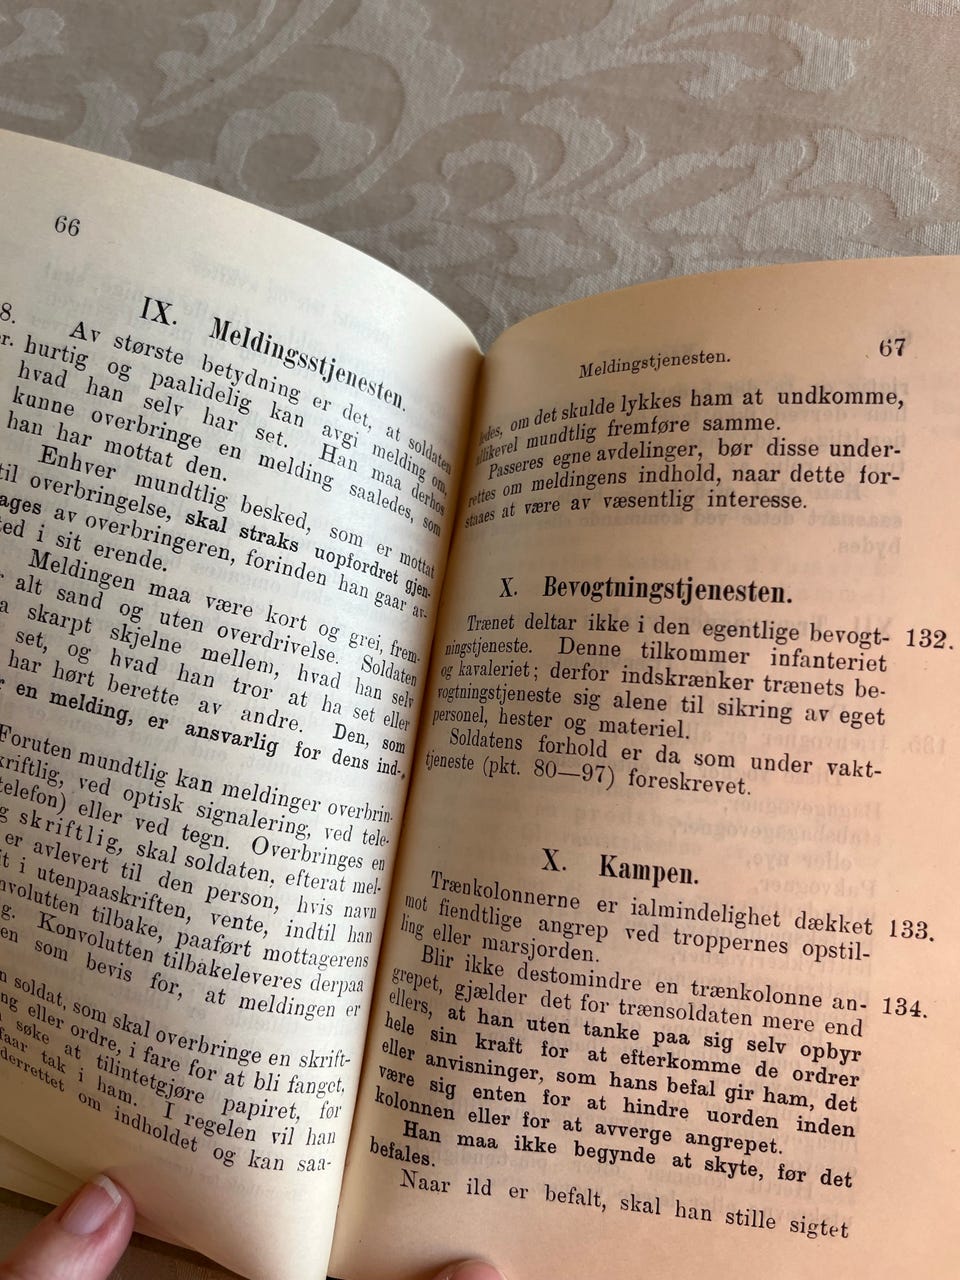 66
IX. Meldingsstjenesten.
8. Av største betydning er det, at soldaten
hurtig og paalidelig kan avgi melding om,
hvad han selv har set. Han maa derhos
kunne overbringe en melding saaledes, som
han har mottat den.
Enhver mundtlig besked, som er mottat
til overbringelse, skal straks uopfordret gjen-
tages av overbringeren, forinden han gaar av-
sted i sit erende.
Meldingen maa være kort og grei, frem-
alt sand og uten overdrivelse. Soldaten
skarpt skjelne mellem, hvad han selv
set, og hvad han tror at ha set eller
har hørt berette av andre. Den, som
en melding, er ansvarlig for dens ind-
Foruten mundtlig kan meldinger overbrin-
skriftlig, ved optisk signalering, ved tele-
telefon) eller ved tegn. Overbringes en
skriftlig, skal soldaten, efterat mel-
er avlevert til den person, hvis navn
i utenpaaskriften, vente, indtil han
konvolutten tilbake, paaført mottagerens
Konvolutten tilbakeleveres derpaa
som bevis for, at meldingen er
soldat, som skal overbringe en skrift-
eller ordre, i fare for at bli fanget,
søke at tilintetgjøre papiret, før
faar tak i ham. I regelen vil han
underrettet om indholdet og kan saa-
Meldingstjenesten. 67
ledes, om det skulde lykkes ham at undkomme,
allikevel mundtlig fremføre samme.
Passeres egne avdelinger, bør disse under-
rettes om meldingens indhold, naar dette for-
staaes at være av væsentlig interesse.
X. Bevogtningstjenesten.
Trænet deltar ikke i den egentlige bevogt- 132.
ningstjeneste. Denne tilkommer infanteriet
og kavaleriet; derfor indskrænker trænets be-
vogtningstjeneste sig alene til sikring av eget
personel, hester og materiel.
Soldatens forhold er da som under vakt-
tjeneste (pkt. 80—97) foreskrevet.
X. Kampen.
Trænkolonnerne er ialmindelighet dækket 133.
mot fiendtlige angrep ved troppernes opstil-
ling eller marsjorden.
Blir ikke destomindre en trænkolonne an- 134.
grepet, gjælder det for trænsoldaten mere end
ellers, at han uten tanke paa sig selv opbyr
hele sin kraft for at efterkomme de ordrer
eller anvisninger, som hans befal gir ham, det
være sig enten for at hindre uorden inden
kolonnen eller for at avverge angrepet.
Han maa ikke begynde at skyte, før det
befales.
Naar ild er befalt, skal han stille sigtet